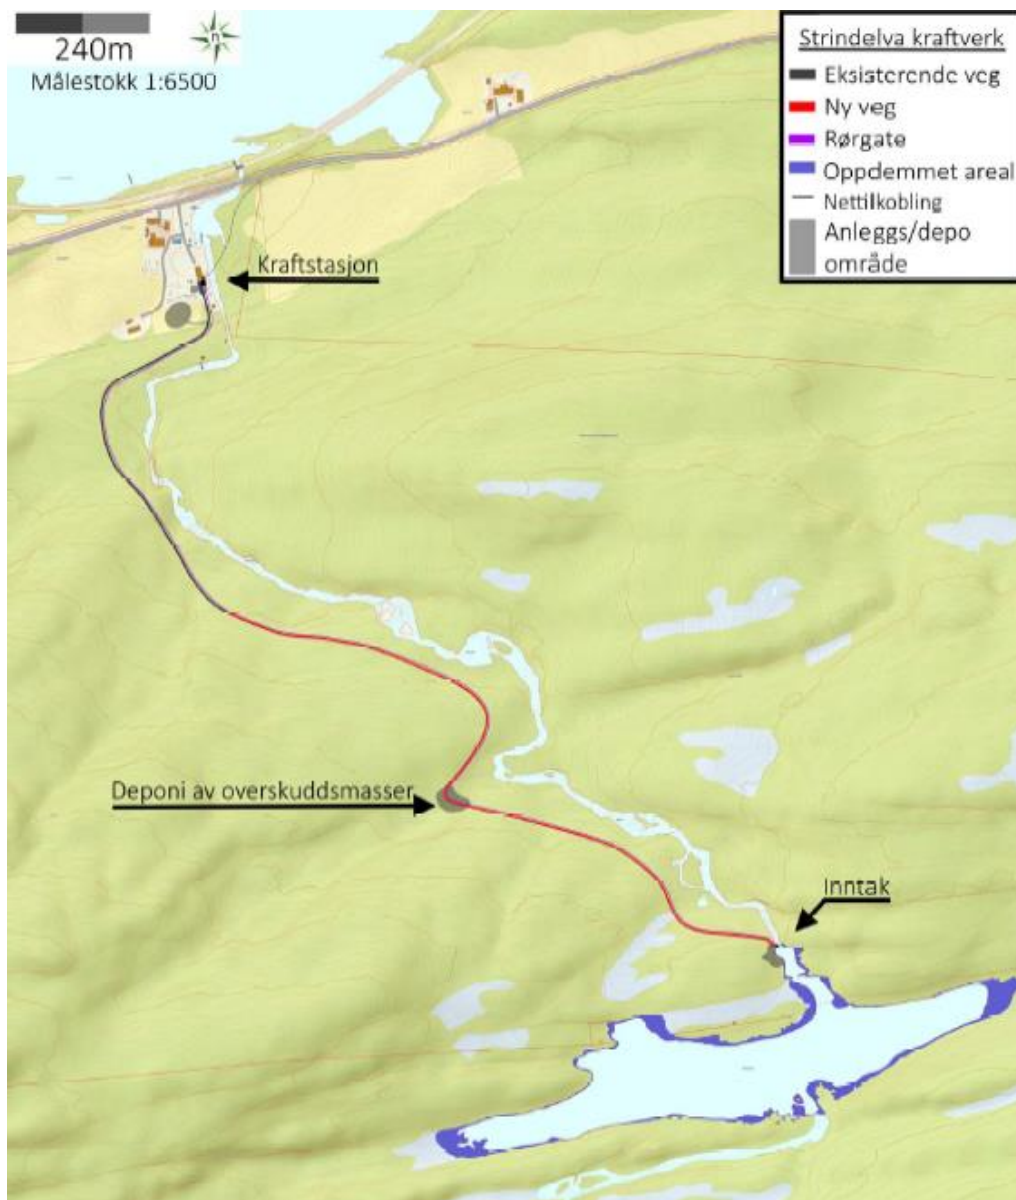 n
240m
Målestokk 1:6500
Strindelva kraftverk
Eksisterende veg
Ny veg
Rørgate
Oppdemmet areal
Nettilkobling
Anleggs/depo
område
Kraftstasjon
Deponi av overskuddsmasser
Inntak